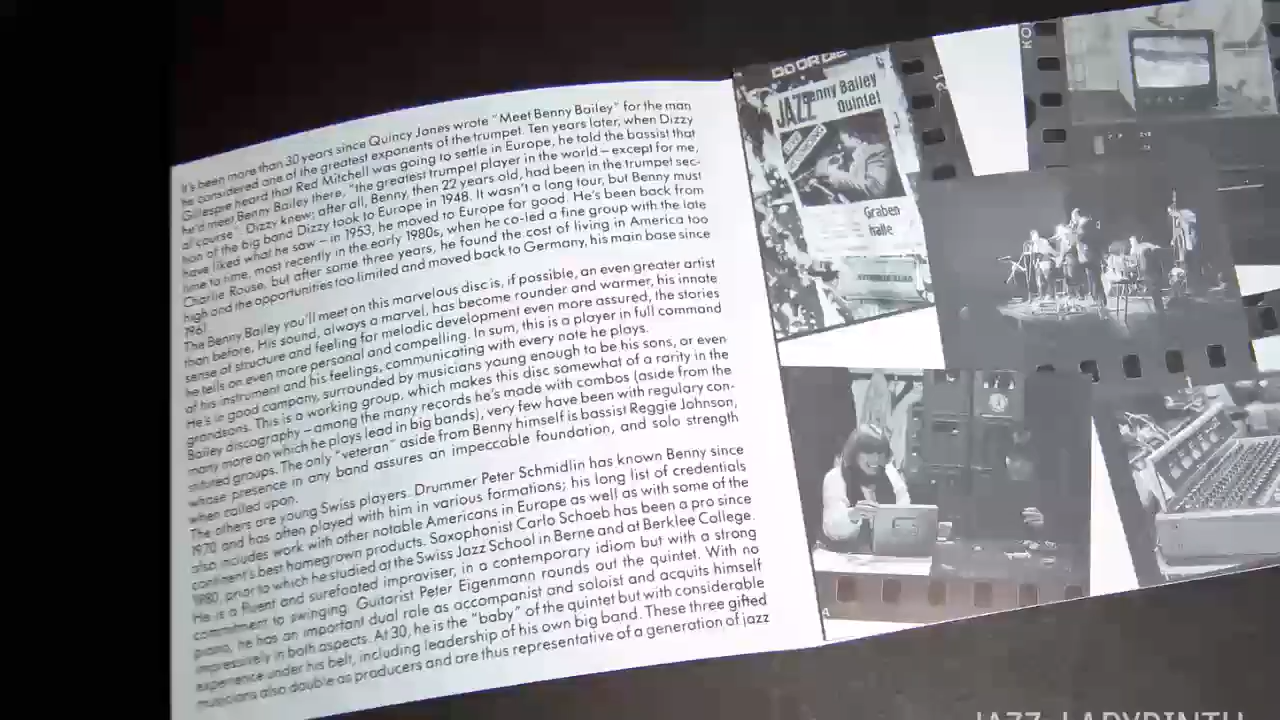 It's been more than 30 years since Quincy Jones wrote "Meet Benny Bailey" for the man
he considered one of the greatest exponents of the trumpet. Ten years later, when Dizzy
Gillespie heard that Red Mitchell was going to settle in Europe, he told the bassist that
he'd meet Benny Bailey there, "the greatest trumpet player in the world – except for me,
of course". Dizzy knew; after all, Benny, then 22 years old, had been in the trumpet sec-
tion of the big band Dizzy took to Europe in 1948. It wasn't a long tour, but Benny must
have liked what he saw – in 1953, he moved to Europe for good. He's been back from
time to time, most recently in the early 1980s, when he co-led a fine group with the late
Charlie Rouse, but after some three years, he found the cost of living in America too
high and the opportunities too limited and moved back to Germany, his main base since
1961.
The Benny Bailey you'll meet on this marvelous disc is, if possible, an even greater artist
than before. His sound, always a marvel, has become rounder and warmer, his innate
sense of structure and feeling for melodic development even more assured, the stories
he tells an even more personal and compelling. In sum, this is a player in full command
of his instrument and his feelings, communicating with every note he plays.
He's in good company, surrounded by musicians young enough to be his sons, or even
grandsons. This is a working group, which makes this disc somewhat of a rarity in the
Bailey discography – among the many records he's made with combos (aside from the
many more on which he plays lead in big bands), very few have been with regulary con-
stituted groups. The only "veteran" aside from Benny himself is bassist Reggie Johnson,
whose presence in any band assures an impeccable foundation, and solo strength
when called upon.
The others are young Swiss players. Drummer Peter Schmidlin has known Benny since
1970 and has often played with him in various formations; his long list of credentials
also includes work with other notable Americans in Europe as well as with some of the
continent's best homegrown products. Saxophonist Carlo Schoeb has been a pro since
1980, prior to which he studied at the Swiss Jazz School in Berne and at Berklee College.
He is a fluent and surefooted improviser, in a contemporary idiom but with a strong
commitment to swinging. Guitarist Peter Eigenmann rounds out the quintet. With no
piano, he has an important dual role as accompanist and soloist and acquits himself
impressively in both aspects. At 30, he is the "baby" of the quintet but with considerable
experience under his belt, including leadership of his own big band. These three gifted
musicians also double as producers and are thus representative of a generation of jazz
DO OR DIE
JAZZ
Benny Bailey
Quintet
Graben
halle
KO
21
JAZZ LABYRINTH